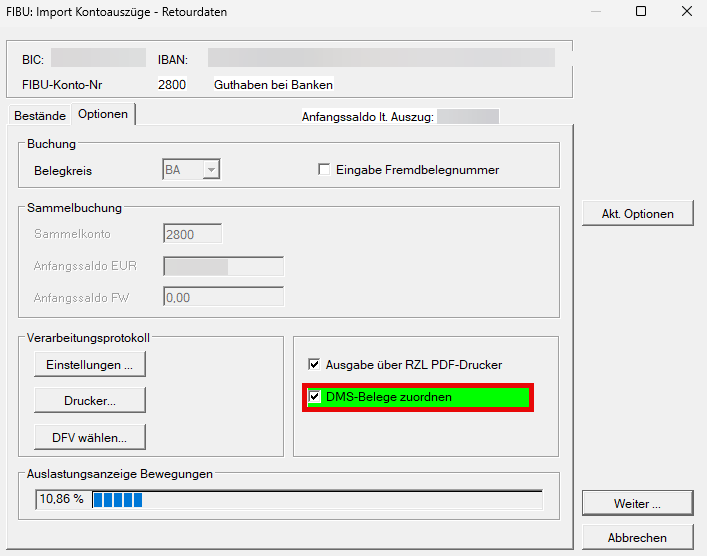 FIBU: Import Kontoauszüge - Retourdaten
BIC: IBAN:
FIBU-Konto-Nr 2800 Guthaben bei Banken
Bestände Optionen Anfangssaldo lt. Auszug:
Buchung
Belegkreis BA Eingabe Fremdbelegnummer
Akt. Optionen
Sammelbuchung
Sammelkonto 2800
Anfangssaldo EUR
Anfangssaldo FW 0,00
Verarbeitungsprotokoll
Einstellungen ... Ausgabe über RZL PDF-Drucker
Drucker... DMS-Belege zuordnen
DFV wählen...
Auslastungsanzeige Bewegungen
10,86 %
Weiter ...
Abbrechen